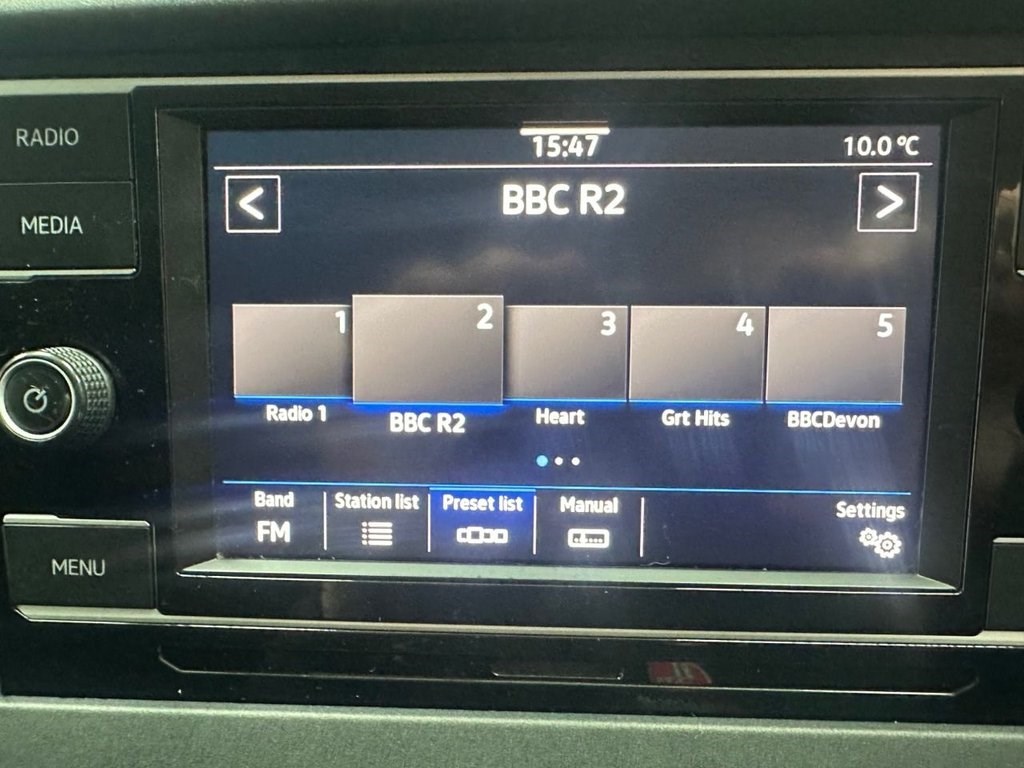 RADIO
MEDIA
MENU
15:47
10.0 °C
<
BBC R2
>
1
2
3
4
5
Radio 1
BBC R2
Heart
Grt Hits
BBCDevon
Band
FM
Station list
Preset list
Manual
Settings